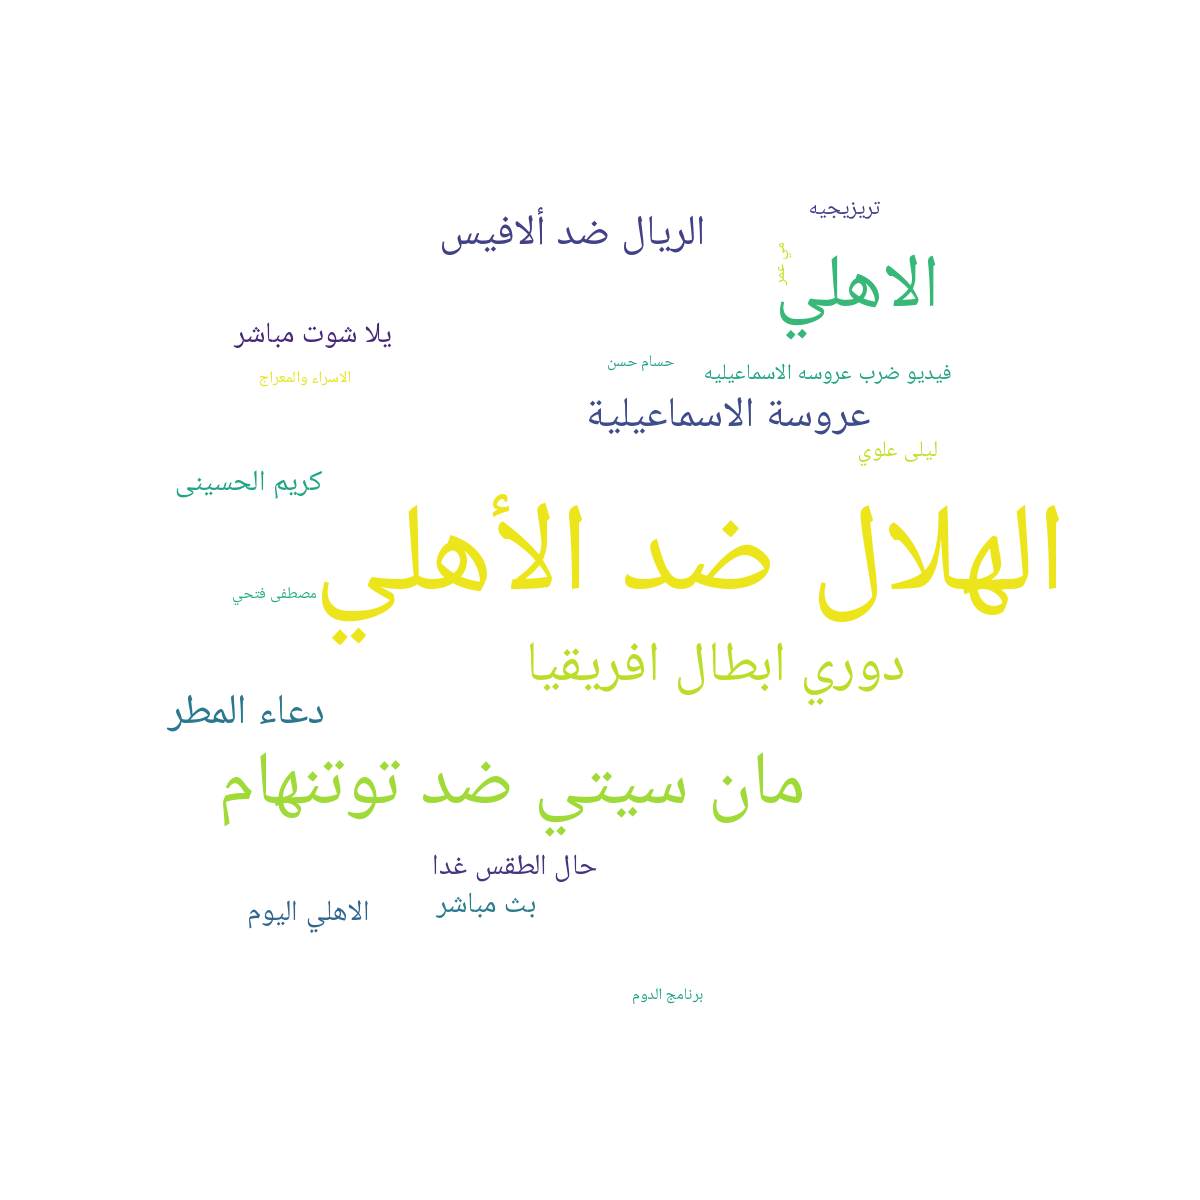 تريزيجيه
الريال ضد ألافيس
مي عمر
الاهلي
يلا شوت مباشر
حسام حسن
فيديو ضرب عروسه الاسماعيليه
الاسراء والمعراج
عروسة الاسماعيلية
ليلى علوي
كريم الحسينى
الهلال ضد الأهلي
مصطفى فتحي
دوري ابطال افريقيا
دعاء المطر
مان سيتي ضد توتنهام
حال الطقس غدا
بث مباشر
الاهلي اليوم
برنامج الدوم